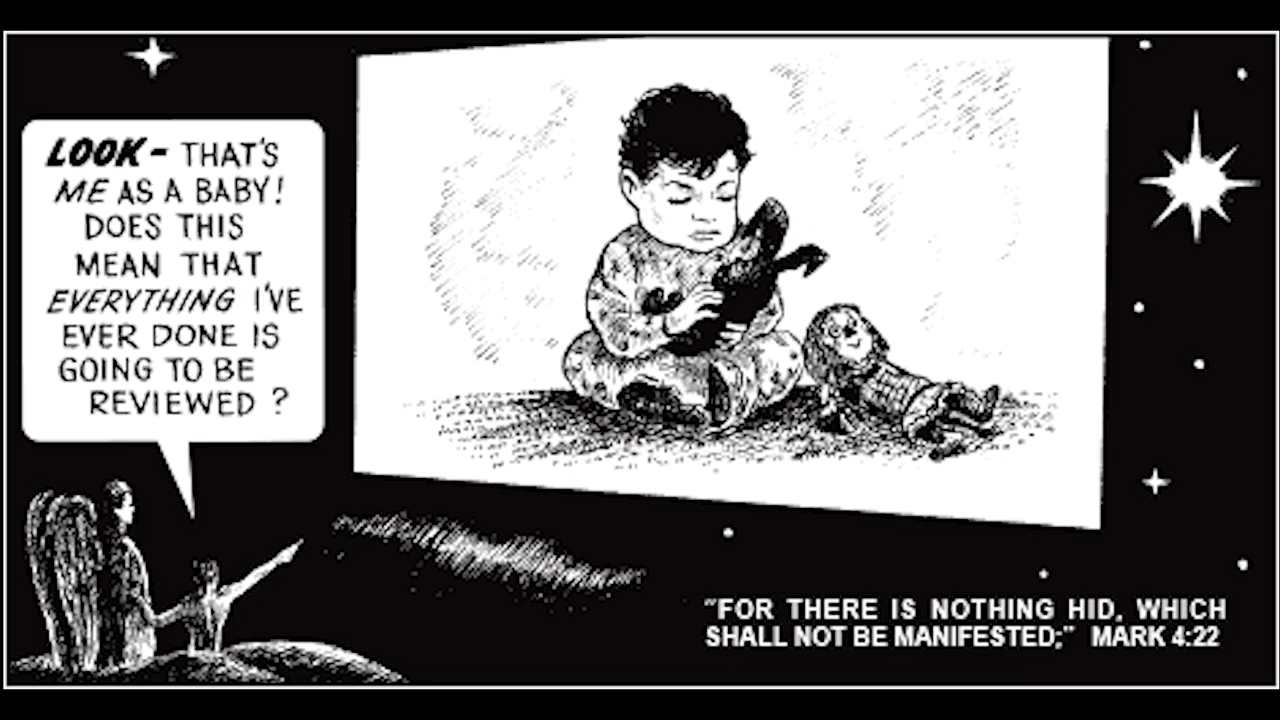 LOOK- THAT'S
ME AS A BABY!
DOES THIS
MEAN THAT
EVERYTHING I'VE
EVER DONE IS
GOING TO BE
REVIEWED ?
"FOR THERE IS NOTHING HID, WHICH
SHALL NOT BE MANIFESTED;" MARK 4:22